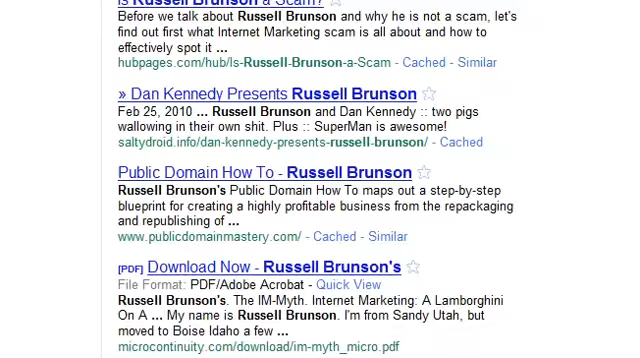 Is Russell Brunson a Scam?
Before we talk about Russell Brunson and why he is not a scam, let's
find out first what Internet Marketing scam is all about and how to
effectively spot it ...
hubpages.com/hub/Is-Russell-Brunson-a-Scam - Cached - Similar
» Dan Kennedy Presents Russell Brunson
Feb 25, 2010 ... Russell Brunson and Dan Kennedy :: two pigs
wallowing in their own shit. Plus :: SuperMan is awesome!
saltydroid.info/dan-kennedy-presents-russell-brunson/ - Cached
Public Domain How To - Russell Brunson
Russell Brunson's Public Domain How To maps out a step-by-step
blueprint for creating a highly profitable business from the repackaging
and republishing of ...
www.publicdomainmastery.com/ - Cached - Similar
[PDF] Download Now - Russell Brunson's
File Format: PDF/Adobe Acrobat - Quick View
Russell Brunson's. The IM-Myth. Internet Marketing: A Lamborghini
On A ... My name is Russell Brunson. I'm from Sandy Utah, but
moved to Boise Idaho a few ...
microcontinuity.com/download/im-myth_micro.pdf